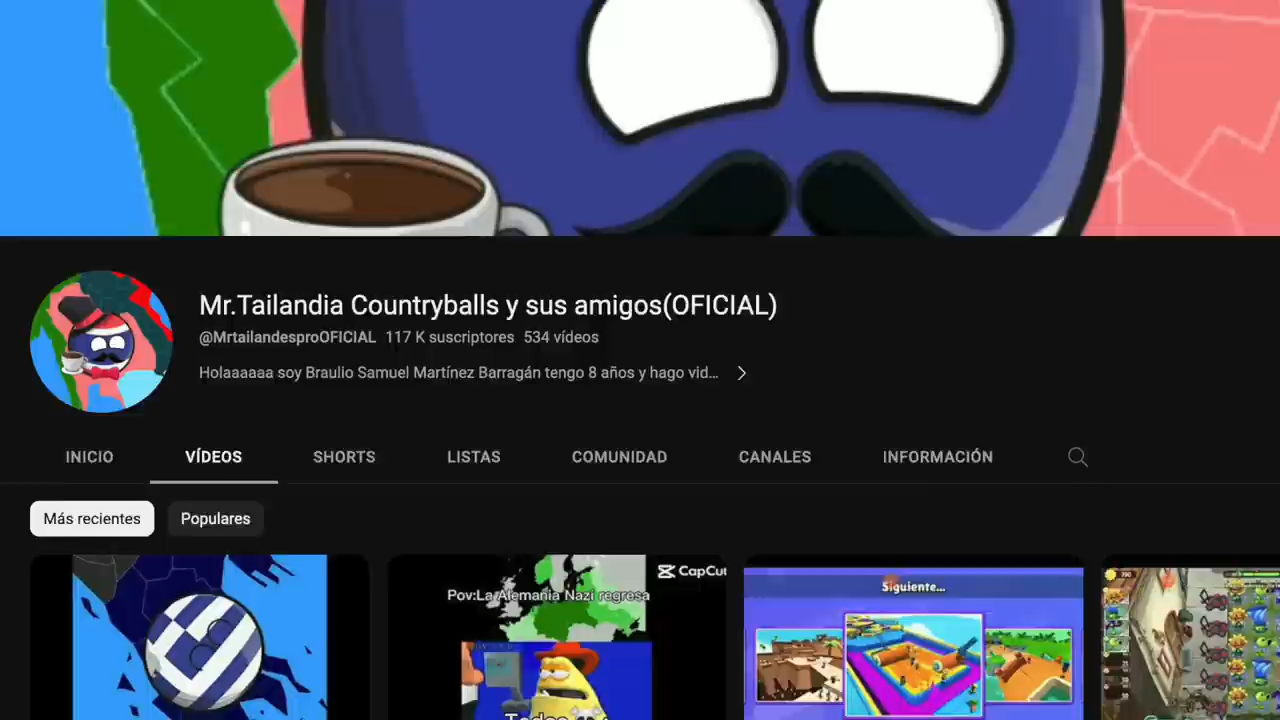 Mr.Tailandia Countryballs y sus amigos(OFICIAL)
@MrtailandesproOFICIAL 117 K suscriptores 534 vídeos
Holaaaaaa soy Braulio Samuel Martínez Barragán tengo 8 años y hago vid...
INICIO VÍDEOS SHORTS LISTAS COMUNIDAD CANALES INFORMACIÓN
Más recientes Populares
CapCut
Pov:La Alemania Nazi regresa
Siguiente...
Todos